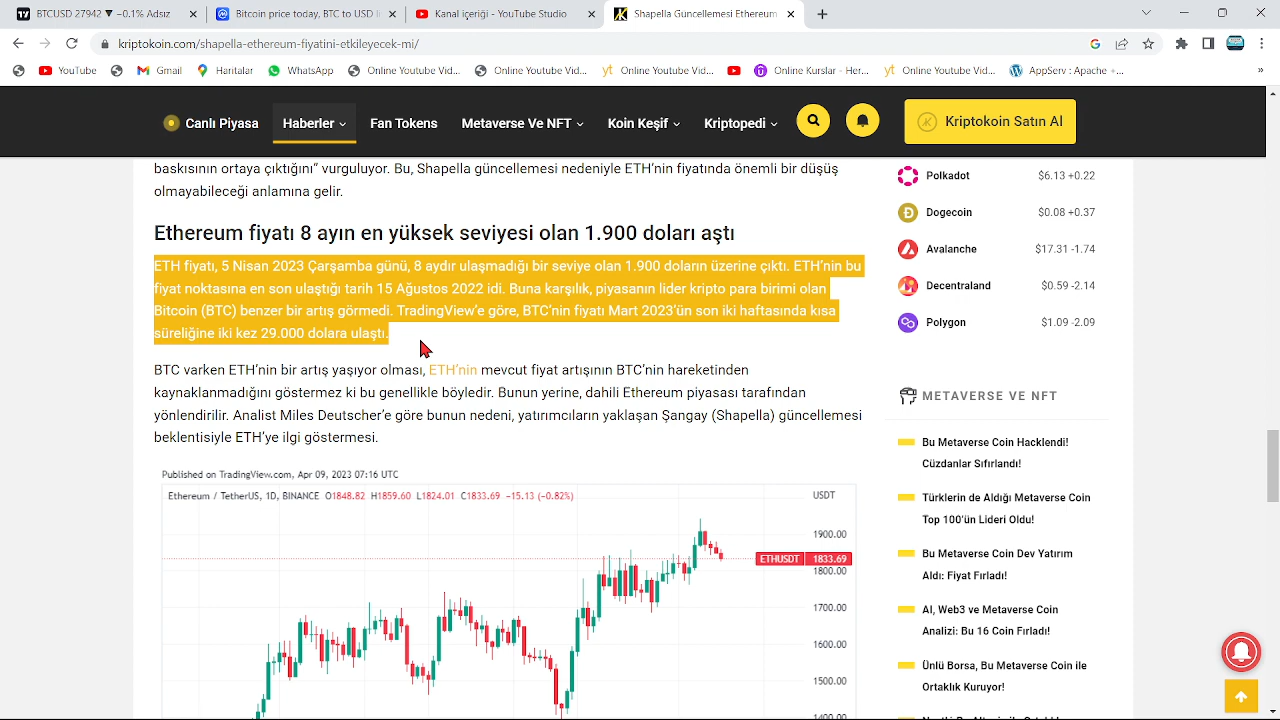 BTCUSD 27942 ▼ −0.1% Adsız
Bitcoin price today, BTC to USD li
Kanal içeriği - YouTube Studio
Shapella Güncellemesi Ethereum
kriptokoin.com/shapella-ethereum-fiyatini-etkileyecek-mi/
YouTube
Gmail
Haritalar
WhatsApp
Online Youtube Vid...
Online Youtube Vid...
Online Youtube Vid...
Online Kurslar - Her...
Online Youtube Vid...
AppServ : Apache +...
»
Canlı Piyasa
Haberler
Fan Tokens
Metaverse Ve NFT
Koin Keşif
Kriptopedi
Kriptokoin Satın Al
baskısının ortaya çıktığını” vurguluyor. Bu, Shapella güncellemesi nedeniyle ETH’nin fiyatında önemli bir düşüş
olmayabileceği anlamına gelir.
Ethereum fiyatı 8 ayın en yüksek seviyesi olan 1.900 doları aştı
ETH fiyatı, 5 Nisan 2023 Çarşamba günü, 8 aydır ulaşmadığı bir seviye olan 1.900 doların üzerine çıktı. ETH’nin bu
fiyat noktasına en son ulaştığı tarih 15 Ağustos 2022 idi. Buna karşılık, piyasanın lider kripto para birimi olan
Bitcoin (BTC) benzer bir artış görmedi. TradingView’e göre, BTC’nin fiyatı Mart 2023’ün son iki haftasında kısa
süreliğine iki kez 29.000 dolara ulaştı.
BTC varken ETH’nin bir artış yaşıyor olması, ETH’nin mevcut fiyat artışının BTC’nin hareketinden
kaynaklanmadığını göstermez ki bu genellikle böyledir. Bunun yerine, dahili Ethereum piyasası tarafından
yönlendirilir. Analist Miles Deutscher’e göre bunun nedeni, yatırımcıların yaklaşan Şangay (Shapella) güncellemesi
beklentisiyle ETH’ye ilgi göstermesi.
Published on TradingView.com, Apr 09, 2023 07:16 UTC
Ethereum / TetherUS, 1D, BINANCE O1848.82 H1859.60 L1824.01 C1833.69 −15.13 (−0.82%)
USDT
1900.00
ETHUSDT 1833.69
1800.00
1700.00
1600.00
1500.00
1400.00
Polkadot $6.13 +0.22
Dogecoin $0.08 +0.37
Avalanche $17.31 -1.74
Decentraland $0.59 -2.14
Polygon $1.09 -2.09
METAVERSE VE NFT
Bu Metaverse Coin Hacklendi!
Cüzdanlar Sıfırlandı!
Türklerin de Aldığı Metaverse Coin
Top 100’ün Lideri Oldu!
Bu Metaverse Coin Dev Yatırım
Aldı: Fiyat Fırladı!
AI, Web3 ve Metaverse Coin
Analizi: Bu 16 Coin Fırladı!
Ünlü Borsa, Bu Metaverse Coin ile
Ortaklık Kuruyor!